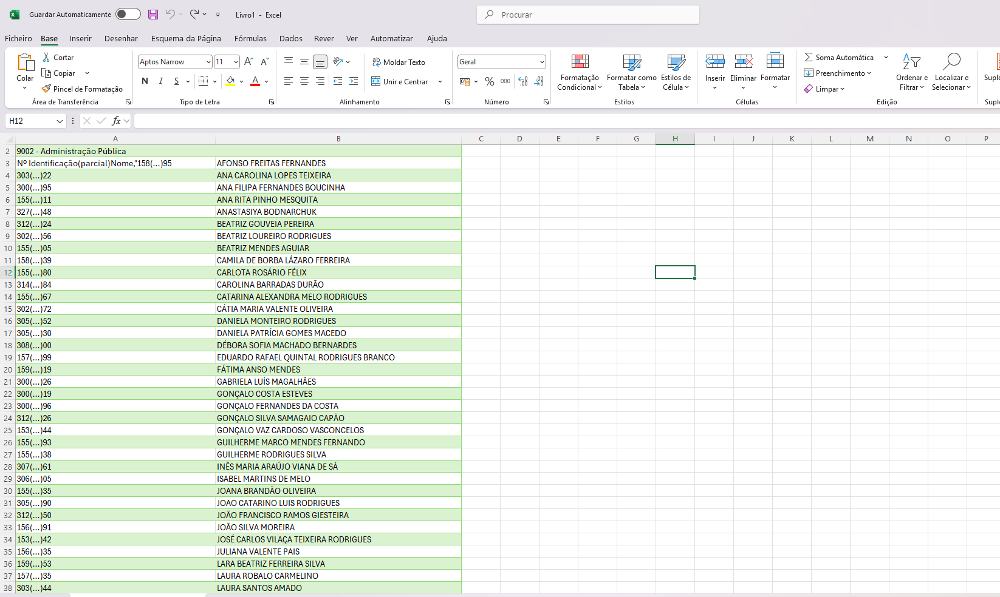 Guardar Automaticamente
Livro1 - Excel
Procurar
Ficheiro Base Inserir Desenhar Esquema da Página Fórmulas Dados Rever Ver Automatizar Ajuda
Colar
Cortar
Copiar
Pincel de Formatação
Área de Transferência
Aptos Narrow 11
N I S
Tipo de Letra
Moldar Texto
Unir e Centrar
Alinhamento
Geral
% 000
Número
Formatação Condicional
Formatar como Tabela
Estilos de Célula
Estilos
Inserir Eliminar Formatar
Células
Soma Automática
Preenchimento
Limpar
Ordenar e Filtrar
Localizar e Selecionar
Edição
H12
fx
A B C D E F G H I J K L M N O P
2 9002 - Administração Pública
3 Nº Identificação(parcial)Nome,"158(...)95 AFONSO FREITAS FERNANDES
4 303(...)22 ANA CAROLINA LOPES TEIXEIRA
5 300(...)95 ANA FILIPA FERNANDES BOUCINHA
6 155(...)11 ANA RITA PINHO MESQUITA
7 327(...)48 ANASTASIYA BODNARCHUK
8 312(...)24 BEATRIZ GOUVEIA PEREIRA
9 302(...)56 BEATRIZ LOUREIRO RODRIGUES
10 155(...)05 BEATRIZ MENDES AGUIAR
11 158(...)39 CAMILA DE BORBA LÁZARO FERREIRA
12 155(...)80 CARLOTA ROSÁRIO FÉLIX
13 314(...)84 CAROLINA BARRADAS DURÃO
14 155(...)67 CATARINA ALEXANDRA MELO RODRIGUES
15 302(...)72 CÁTIA MARIA VALENTE OLIVEIRA
16 305(...)52 DANIELA MONTEIRO RODRIGUES
17 305(...)30 DANIELA PATRÍCIA GOMES MACEDO
18 308(...)00 DÉBORA SOFIA MACHADO BERNARDES
19 157(...)99 EDUARDO RAFAEL QUINTAL RODRIGUES BRANCO
20 159(...)19 FÁTIMA ANSO MENDES
21 300(...)26 GABRIELA LUÍS MAGALHÃES
22 300(...)19 GONÇALO COSTA ESTEVES
23 300(...)96 GONÇALO FERNANDES DA COSTA
24 312(...)26 GONÇALO SILVA SAMAGAIO CAPÃO
25 153(...)44 GONÇALO VAZ CARDOSO VASCONCELOS
26 155(...)93 GUILHERME MARCO MENDES FERNANDO
27 155(...)38 GUILHERME RODRIGUES SILVA
28 307(...)61 INÊS MARIA ARAÚJO VIANA DE SÁ
29 306(...)05 ISABEL MARTINS DE MELO
30 155(...)35 JOANA BRANDÃO OLIVEIRA
31 305(...)90 JOAO CATARINO LUIS RODRIGUES
32 312(...)50 JOÃO FRANCISCO RAMOS GIESTEIRA
33 156(...)91 JOÃO SILVA MOREIRA
34 153(...)42 JOSÉ CARLOS VILAÇA TEIXEIRA RODRIGUES
35 156(...)35 JULIANA VALENTE PAIS
36 159(...)53 LARA BEATRIZ FERREIRA SILVA
37 157(...)35 LAURA ROBALO CARMELINO
38 303(...)44 LAURA SANTOS AMADO